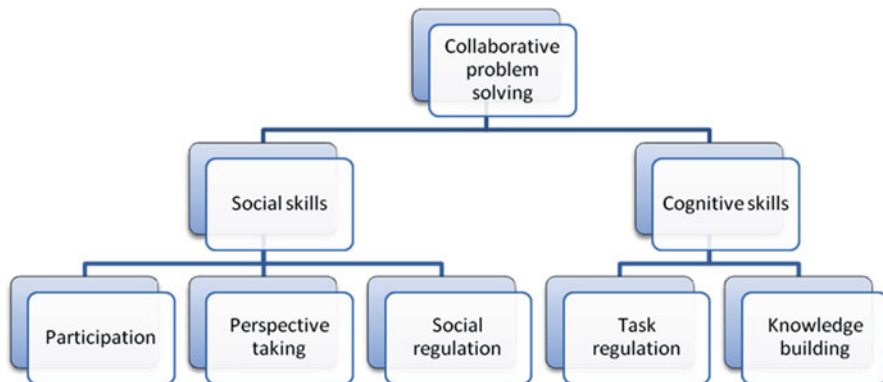 Collaborative
problem
solving
Social skills
Cognitive skills
Participation
Perspective
taking
Social
regulation
Task
regulation
Knowledge
building